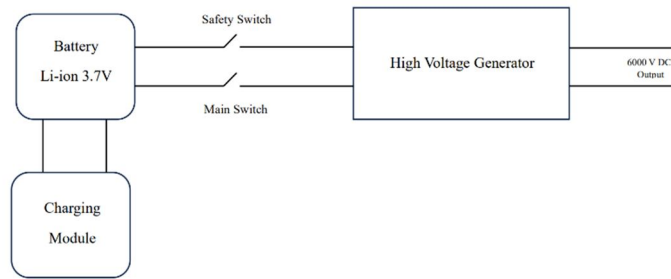 Safety Switch
Battery
Li-ion 3.7V
High Voltage Generator
6000 V DC
Output
Main Switch
Charging
Module